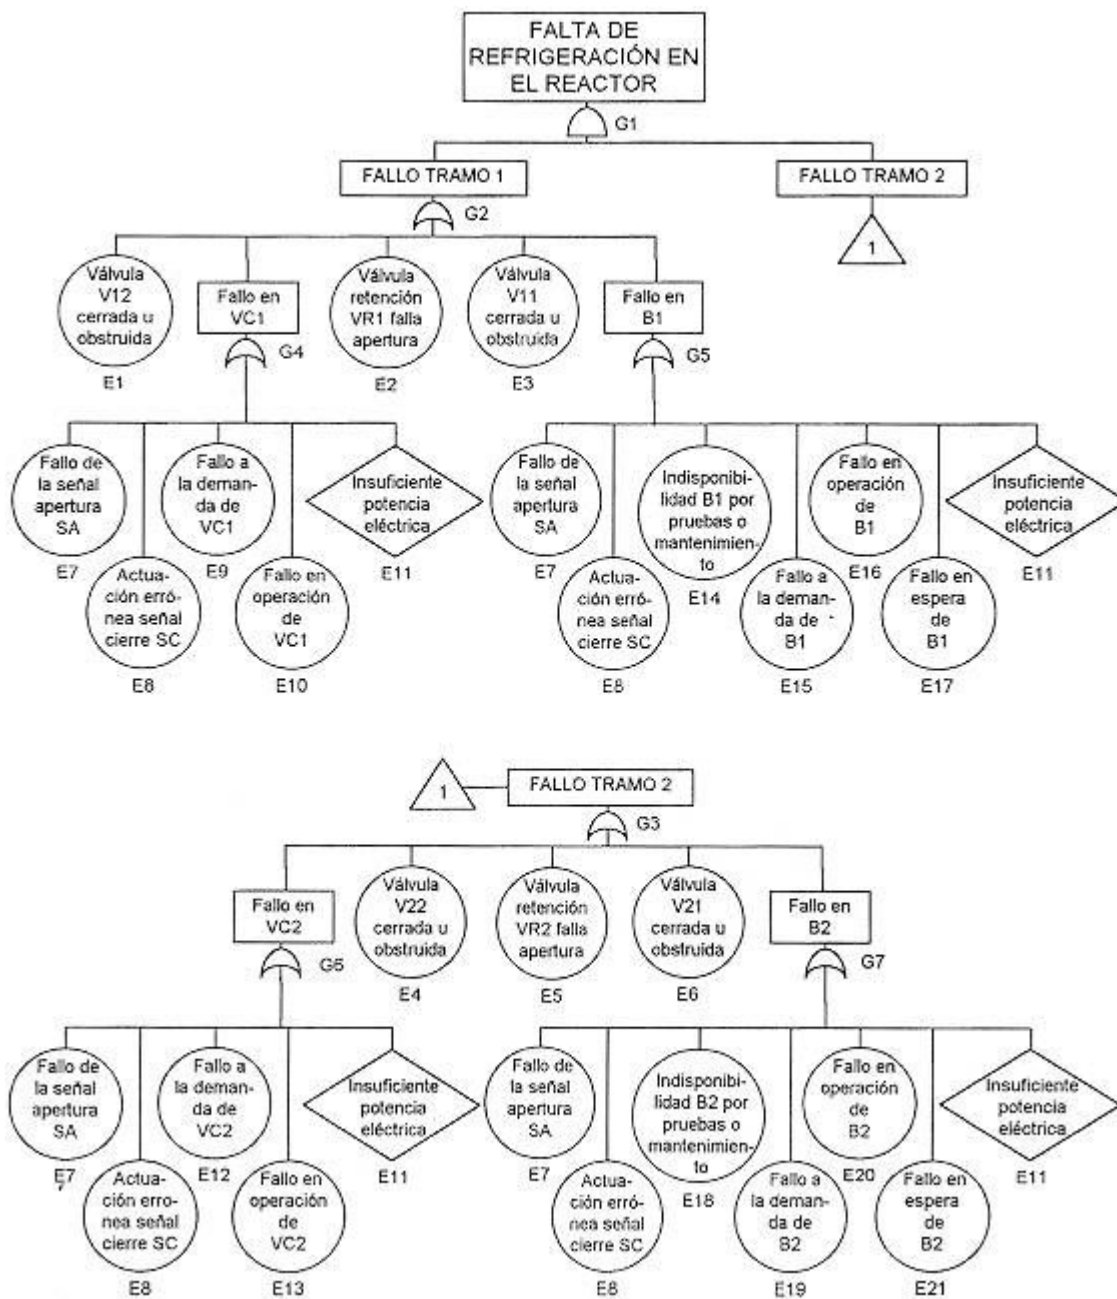 FALTA DE
REFRIGERACIÓN EN
EL REACTOR
G1
FALLO TRAMO 1
FALLO TRAMO 2
G2
1
Válvula
V12
cerrada u
obstruida
E1
Fallo en
VC1
G4
Válvula
retención
VR1 falla
apertura
E2
Válvula
V11
cerrada u
obstruida
E3
Fallo en
B1
G5
Fallo de
la señal
apertura
SA
E7
Actua-
ción erró-
nea señal
cierre SC
E8
Fallo a
la deman-
da de
VC1
E9
Fallo en
operación
de
VC1
E10
Insuficiente
potencia
eléctrica
E11
Fallo de
la señal
apertura
SA
E7
Actua-
ción erró-
nea señal
cierre SC
E8
Indisponibi-
lidad B1 por
pruebas o
mantenimie-
nto
E14
Fallo a
la deman-
da de
B1
E15
Fallo en
operación
de
B1
E16
Fallo en
espera
de
B1
E17
Insuficiente
potencia
eléctrica
E11
1
FALLO TRAMO 2
G3
Fallo en
VC2
G6
Válvula
V22
cerrada u
obstruida
E4
Válvula
retención
VR2 falla
apertura
E5
Válvula
V21
cerrada u
obstruida
E6
Fallo en
B2
G7
Fallo de
la señal
apertura
SA
E7
Actua-
ción erro-
nea señal
cierre SC
E8
Fallo a
la deman-
da de
VC2
E12
Fallo en
operación
de
VC2
E13
Insuficiente
potencia
eléctrica
E11
Fallo de
la señal
apertura
SA
E7
Actua-
ción erró-
nea señal
cierre SC
E8
Indisponibi-
lidad B2 por
pruebas o
mantenimie-
nto
E18
Fallo a
la deman-
da de
B2
E19
Fallo en
operación
de
B2
E20
Fallo en
espera
de
B2
E21
Insuficiente
potencia
eléctrica
E11